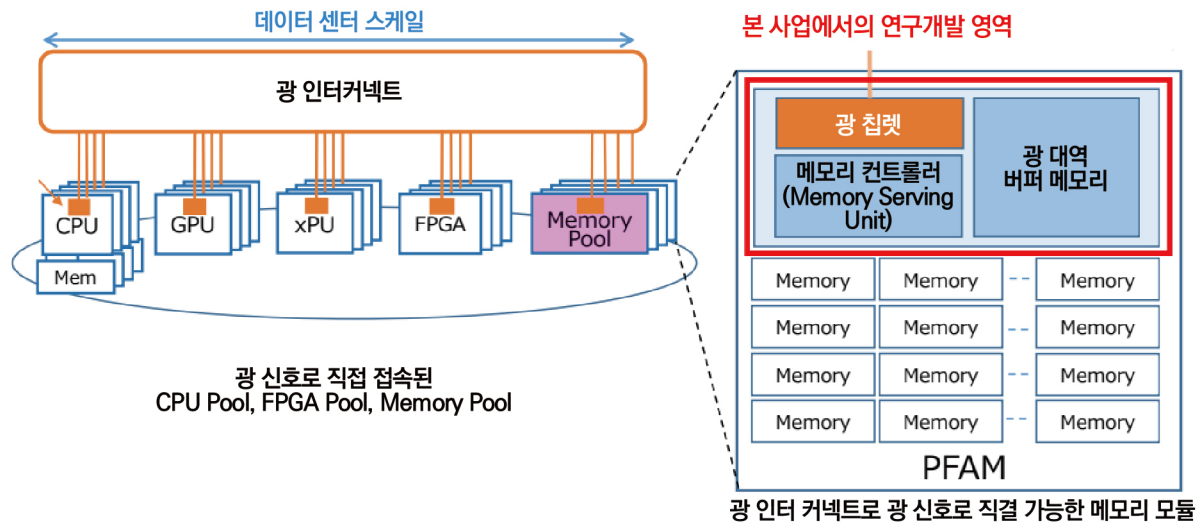 데이터 센터 스케일
광 인터커넥트
CPU
Mem
GPU
xPU
FPGA
Memory
Pool
광 신호로 직접 접속된
CPU Pool, FPGA Pool, Memory Pool
본 사업에서의 연구개발 영역
광 칩렛
메모리 컨트롤러
(Memory Serving
Unit)
광 대역
버퍼 메모리
Memory Memory -- Memory
Memory Memory -- Memory
Memory Memory -- Memory
Memory Memory -- Memory
PFAM
광 인터 커넥트로 광 신호로 직결 가능한 메모리 모듈